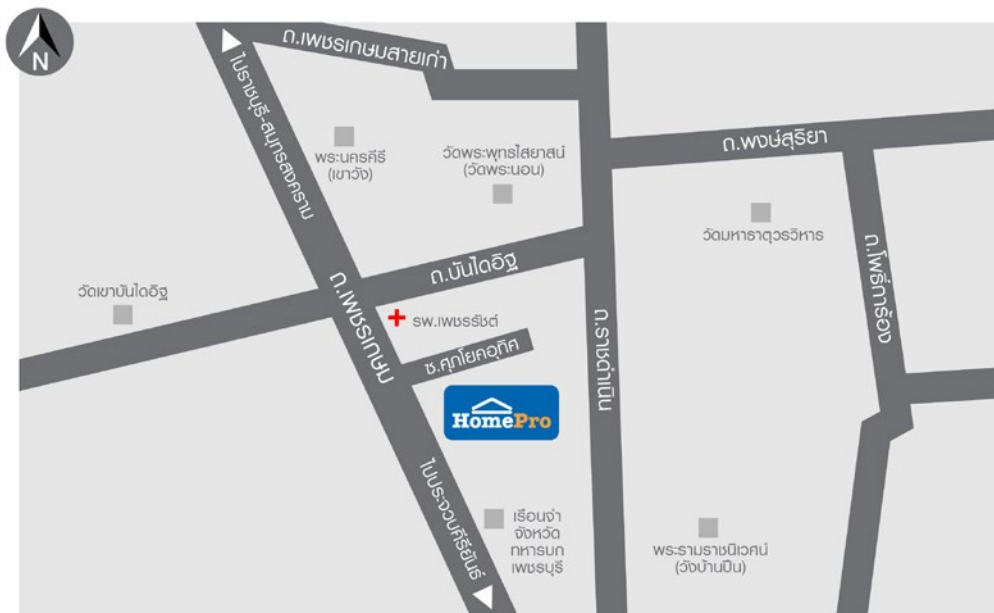 N
ถ.เพชรเกษมสายเก่า
ไปราชบุรี-สมุทรสงคราม
ถ.พงษ์สุริยา
พระนครคีรี
(เขาวัง)
วัดพระพุทธไสยาสน์
(วัดพระนอน)
วัดมหาธาตุวรวิหาร
ถ.โพธิ์การ้อง
ถ.บันไดอิฐ
วัดเขาบันไดอิฐ
ถ.เพชรเกษม
รพ.เพชรรัชต์
ถ.ราชดำเนิน
ซ.ศุภโยคอุทิศ
HomePro
ไปประจวบคีรียันธ์
เรือนจำ
จังหวัด
ทหารบก
เพชรบุรี
พระรามราชนิเวศน์
(วังบ้านปืน)